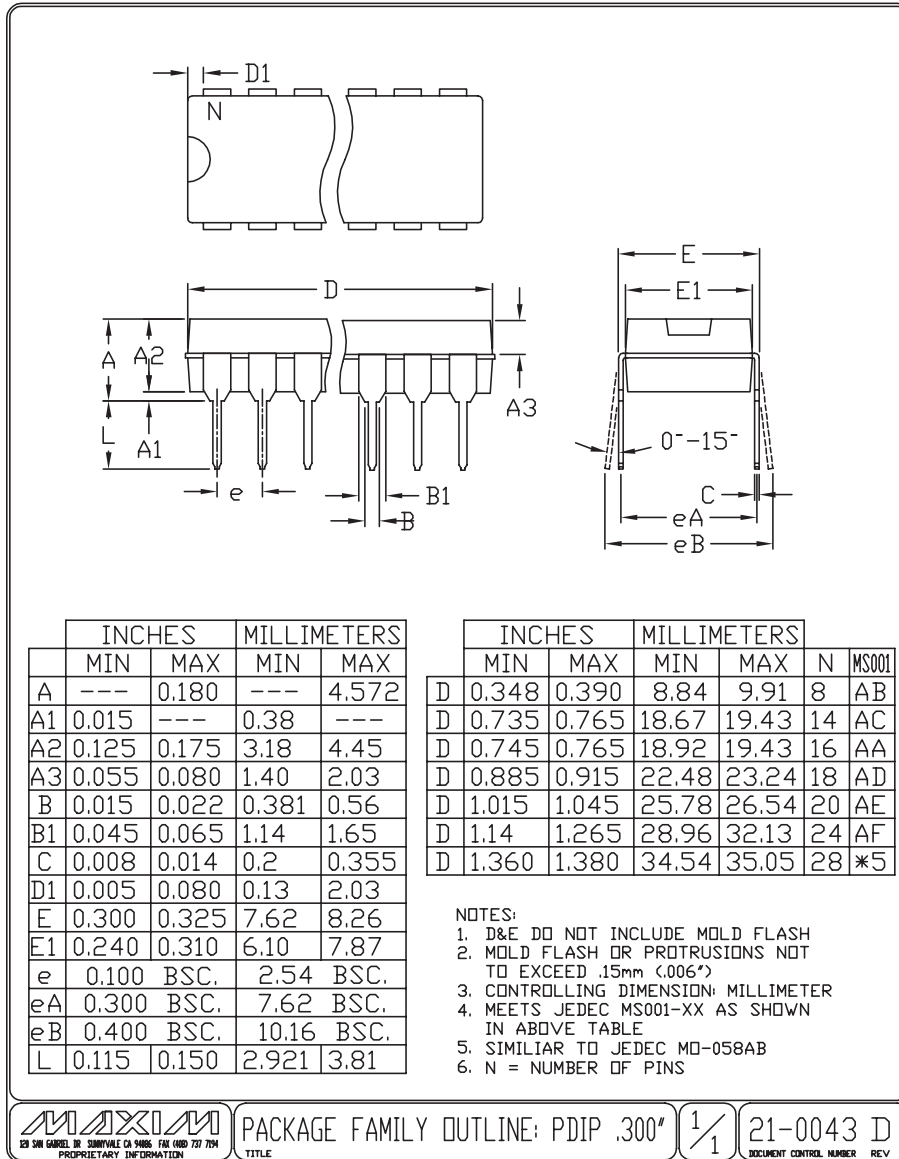 D1
N
D
E
E1
A
A2
A3
L
A1
0°-15°
e
B1
B
C
eA
eB
INCHES MILLIMETERS
MIN MAX MIN MAX
A --- 0.180 --- 4.572
A1 0.015 --- 0.38 ---
A2 0.125 0.175 3.18 4.45
A3 0.055 0.080 1.40 2.03
B 0.015 0.022 0.381 0.56
B1 0.045 0.065 1.14 1.65
C 0.008 0.014 0.2 0.355
D1 0.005 0.080 0.13 2.03
E 0.300 0.325 7.62 8.26
E1 0.240 0.310 6.10 7.87
e 0.100 BSC. 2.54 BSC.
eA 0.300 BSC. 7.62 BSC.
eB 0.400 BSC. 10.16 BSC.
L 0.115 0.150 2.921 3.81
INCHES MILLIMETERS
MIN MAX MIN MAX N MS001
D 0.348 0.390 8.84 9.91 8 AB
D 0.735 0.765 18.67 19.43 14 AC
D 0.745 0.765 18.92 19.43 16 AA
D 0.885 0.915 22.48 23.24 18 AD
D 1.015 1.045 25.78 26.54 20 AE
D 1.14 1.265 28.96 32.13 24 AF
D 1.360 1.380 34.54 35.05 28 *5
NOTES:
1. D&E DO NOT INCLUDE MOLD FLASH
2. MOLD FLASH OR PROTRUSIONS NOT
TO EXCEED .15mm (.006")
3. CONTROLLING DIMENSION: MILLIMETER
4. MEETS JEDEC MS001-XX AS SHOWN
IN ABOVE TABLE
5. SIMILIAR TO JEDEC MO-058AB
6. N = NUMBER OF PINS
MAXIM
120 SAN GABRIEL DR SUNNYVALE CA 94086 FAX (408) 737 7194
PROPRIETARY INFORMATION
PACKAGE FAMILY OUTLINE: PDIP .300"
TITLE
1/1
21-0043 D
DOCUMENT CONTROL NUMBER REV